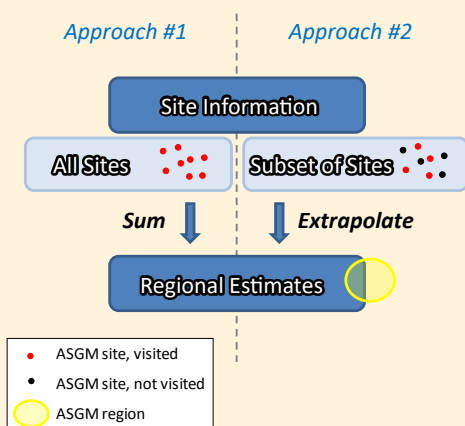 Approach #1
Approach #2
Site Information
All Sites
Subset of Sites
Sum
Extrapolate
Regional Estimates
ASGM site, visited
ASGM site, not visited
ASGM region